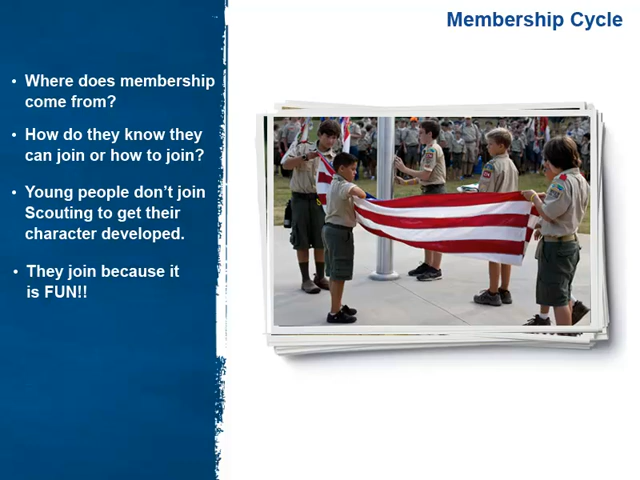 Membership Cycle
• Where does membership
come from?
• How do they know they
can join or how to join?
• Young people don’t join
Scouting to get their
character developed.
• They join because it
is FUN!!